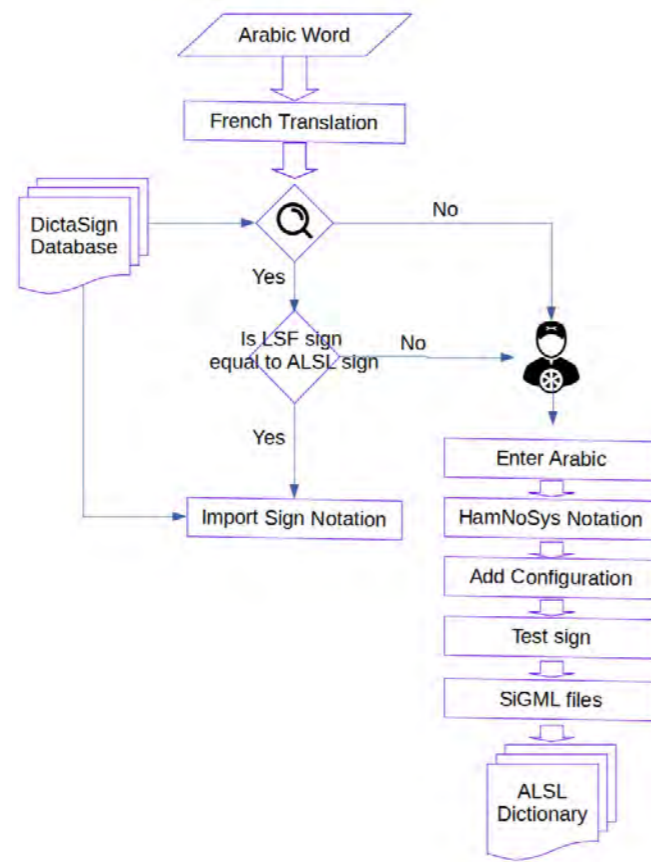 Arabic Word
French Translation
DictaSign
Database
No
Yes
Is LSF sign
equal to ALSL sign
No
Yes
Import Sign Notation
Enter Arabic
HamNoSys Notation
Add Configuration
Test sign
SiGML files
ALSL
Dictionary